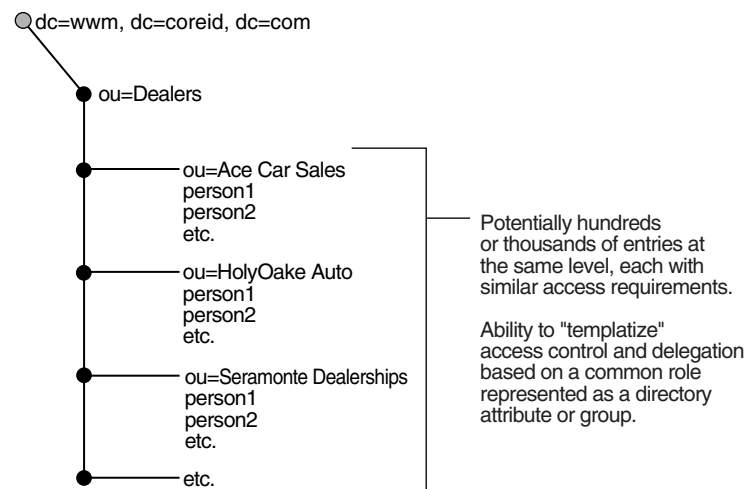 dc=wwm, dc=coreid, dc=com
ou=Dealers
ou=Ace Car Sales
person1
person2
etc.
ou=HolyOake Auto
person1
person2
etc.
ou=Seramonte Dealerships
person1
person2
etc.
etc.
Potentially hundreds
or thousands of entries at
the same level, each with
similar access requirements.
Ability to "templatize"
access control and delegation
based on a common role
represented as a directory
attribute or group.